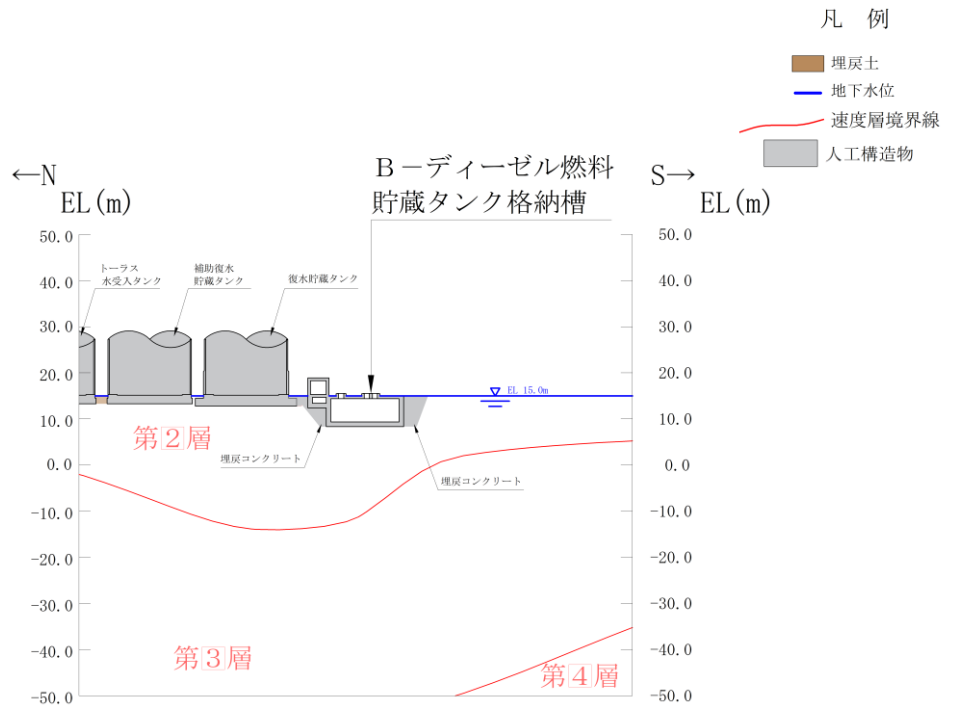 凡 例
埋戻土
地下水位
速度層境界線
人工構造物
←N
EL(m)
B-ディーゼル燃料
貯蔵タンク格納槽
S→
EL(m)
50.0
40.0
30.0
20.0
10.0
0.0
-10.0
-20.0
-30.0
-40.0
-50.0
トーラス
水受入タンク
補助復水
貯蔵タンク
復水貯蔵タンク
EL 15.0m
第2層
埋戻コンクリート
埋戻コンクリート
第3層
第4層
50.0
40.0
30.0
20.0
10.0
0.0
-10.0
-20.0
-30.0
-40.0
-50.0